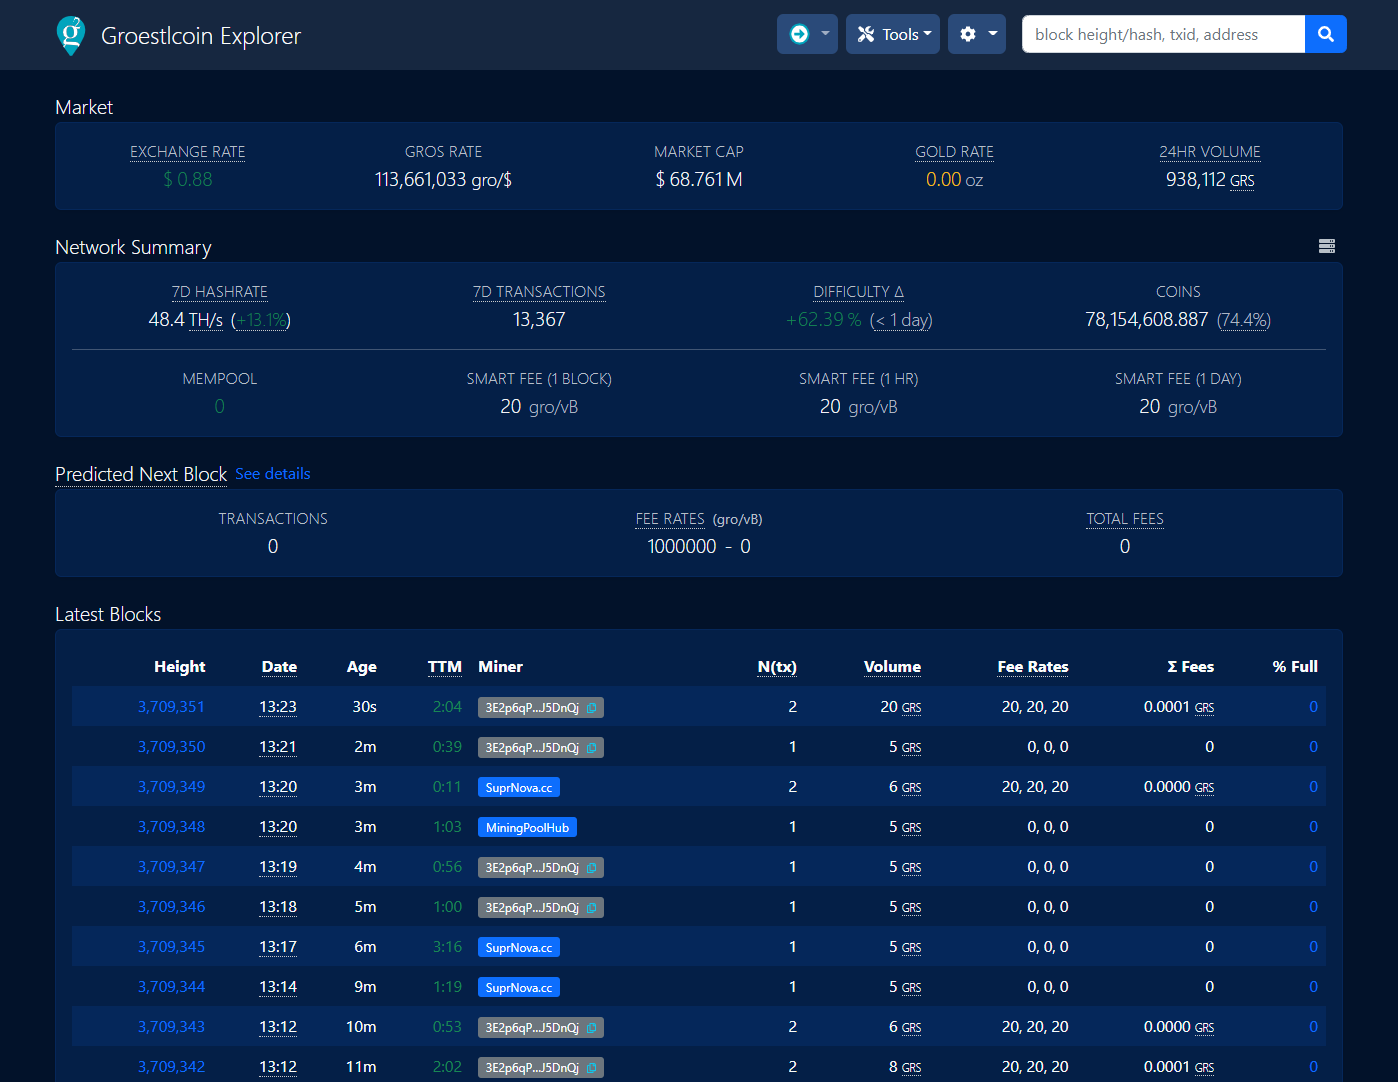 g2 Groestlcoin Explorer Tools block height/hash, txid, address
Market
EXCHANGE RATE GROS RATE MARKET CAP GOLD RATE 24HR VOLUME
$ 0.88 113,661,033 gro/$ $ 68.761 M 0.00 oz 938,112 GRS
Network Summary
7D HASHRATE 7D TRANSACTIONS DIFFICULTY Δ COINS
48.4 TH/s (+13.1%) 13,367 +62.39 % (< 1 day) 78,154,608.887 (74.4%)
MEMPOOL SMART FEE (1 BLOCK) SMART FEE (1 HR) SMART FEE (1 DAY)
0 20 gro/vB 20 gro/vB 20 gro/vB
Predicted Next Block See details
TRANSACTIONS FEE RATES (gro/vB) TOTAL FEES
0 1000000 - 0 0
Latest Blocks
Height Date Age TTM Miner N(tx) Volume Fee Rates Σ Fees % Full
3,709,351 13:23 30s 2:04 3E2p6qP...J5DnQj 2 20 GRS 20, 20, 20 0.0001 GRS 0
3,709,350 13:21 2m 0:39 3E2p6qP...J5DnQj 1 5 GRS 0, 0, 0 0 0
3,709,349 13:20 3m 0:11 SuprNova.cc 2 6 GRS 20, 20, 20 0.0000 GRS 0
3,709,348 13:20 3m 1:03 MiningPoolHub 1 5 GRS 0, 0, 0 0 0
3,709,347 13:19 4m 0:56 3E2p6qP...J5DnQj 1 5 GRS 0, 0, 0 0 0
3,709,346 13:18 5m 1:00 3E2p6qP...J5DnQj 1 5 GRS 0, 0, 0 0 0
3,709,345 13:17 6m 3:16 SuprNova.cc 1 5 GRS 0, 0, 0 0 0
3,709,344 13:14 9m 1:19 SuprNova.cc 1 5 GRS 0, 0, 0 0 0
3,709,343 13:12 10m 0:53 3E2p6qP...J5DnQj 2 6 GRS 20, 20, 20 0.0000 GRS 0
3,709,342 13:12 11m 2:02 3E2p6qP...J5DnQj 2 8 GRS 20, 20, 20 0.0001 GRS 0